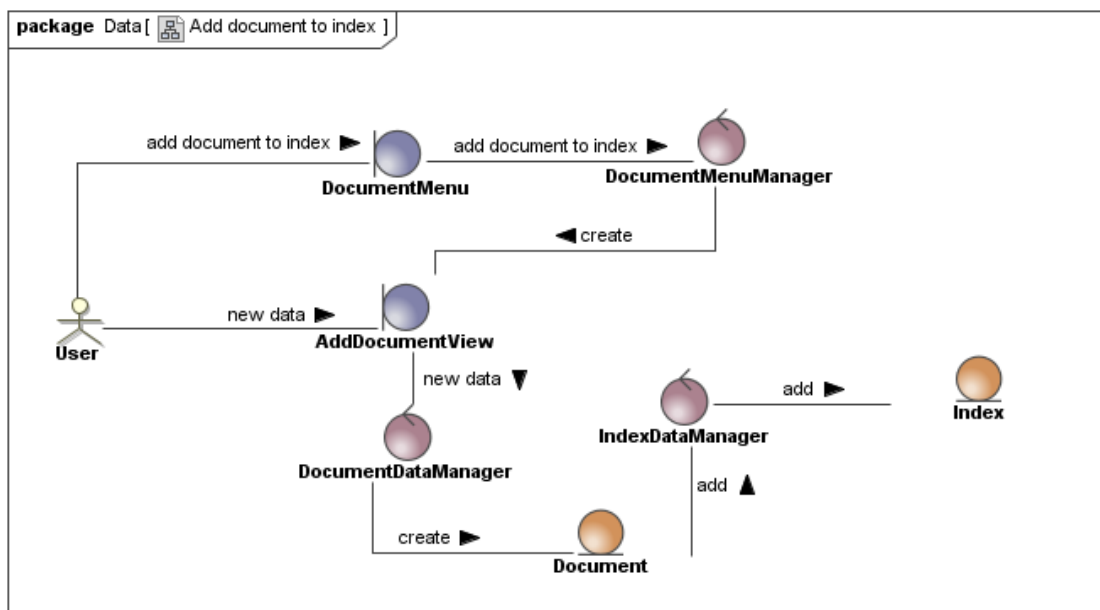 package Data[ Add document to index ]
add document to index
add document to index
DocumentMenu
DocumentMenuManager
create
new data
User
AddDocumentView
new data
add
Index
IndexDataManager
DocumentDataManager
add
create
Document